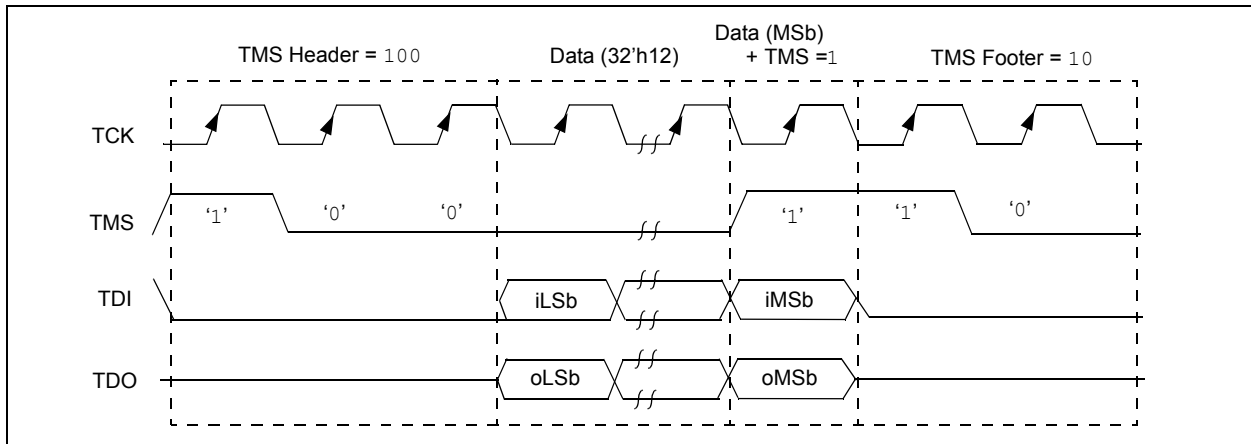 Data (MSb)
TMS Header = 100 Data (32’h12) + TMS =1 TMS Footer = 10
TCK
TMS ‘1’ ‘0’ ‘0’ ‘1’ ‘1’ ‘0’
TDI iLSb iMSb
TDO oLSb oMSb